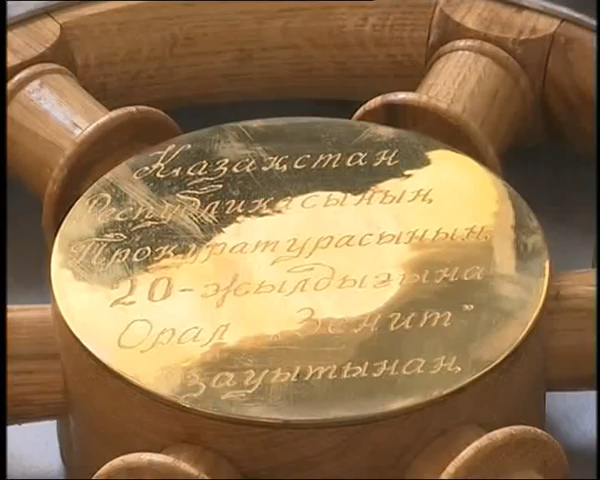 Қазақстан
Республикасының
Прокуратурасының
20-жылдығына
Орал "Зенит"
зауытынан